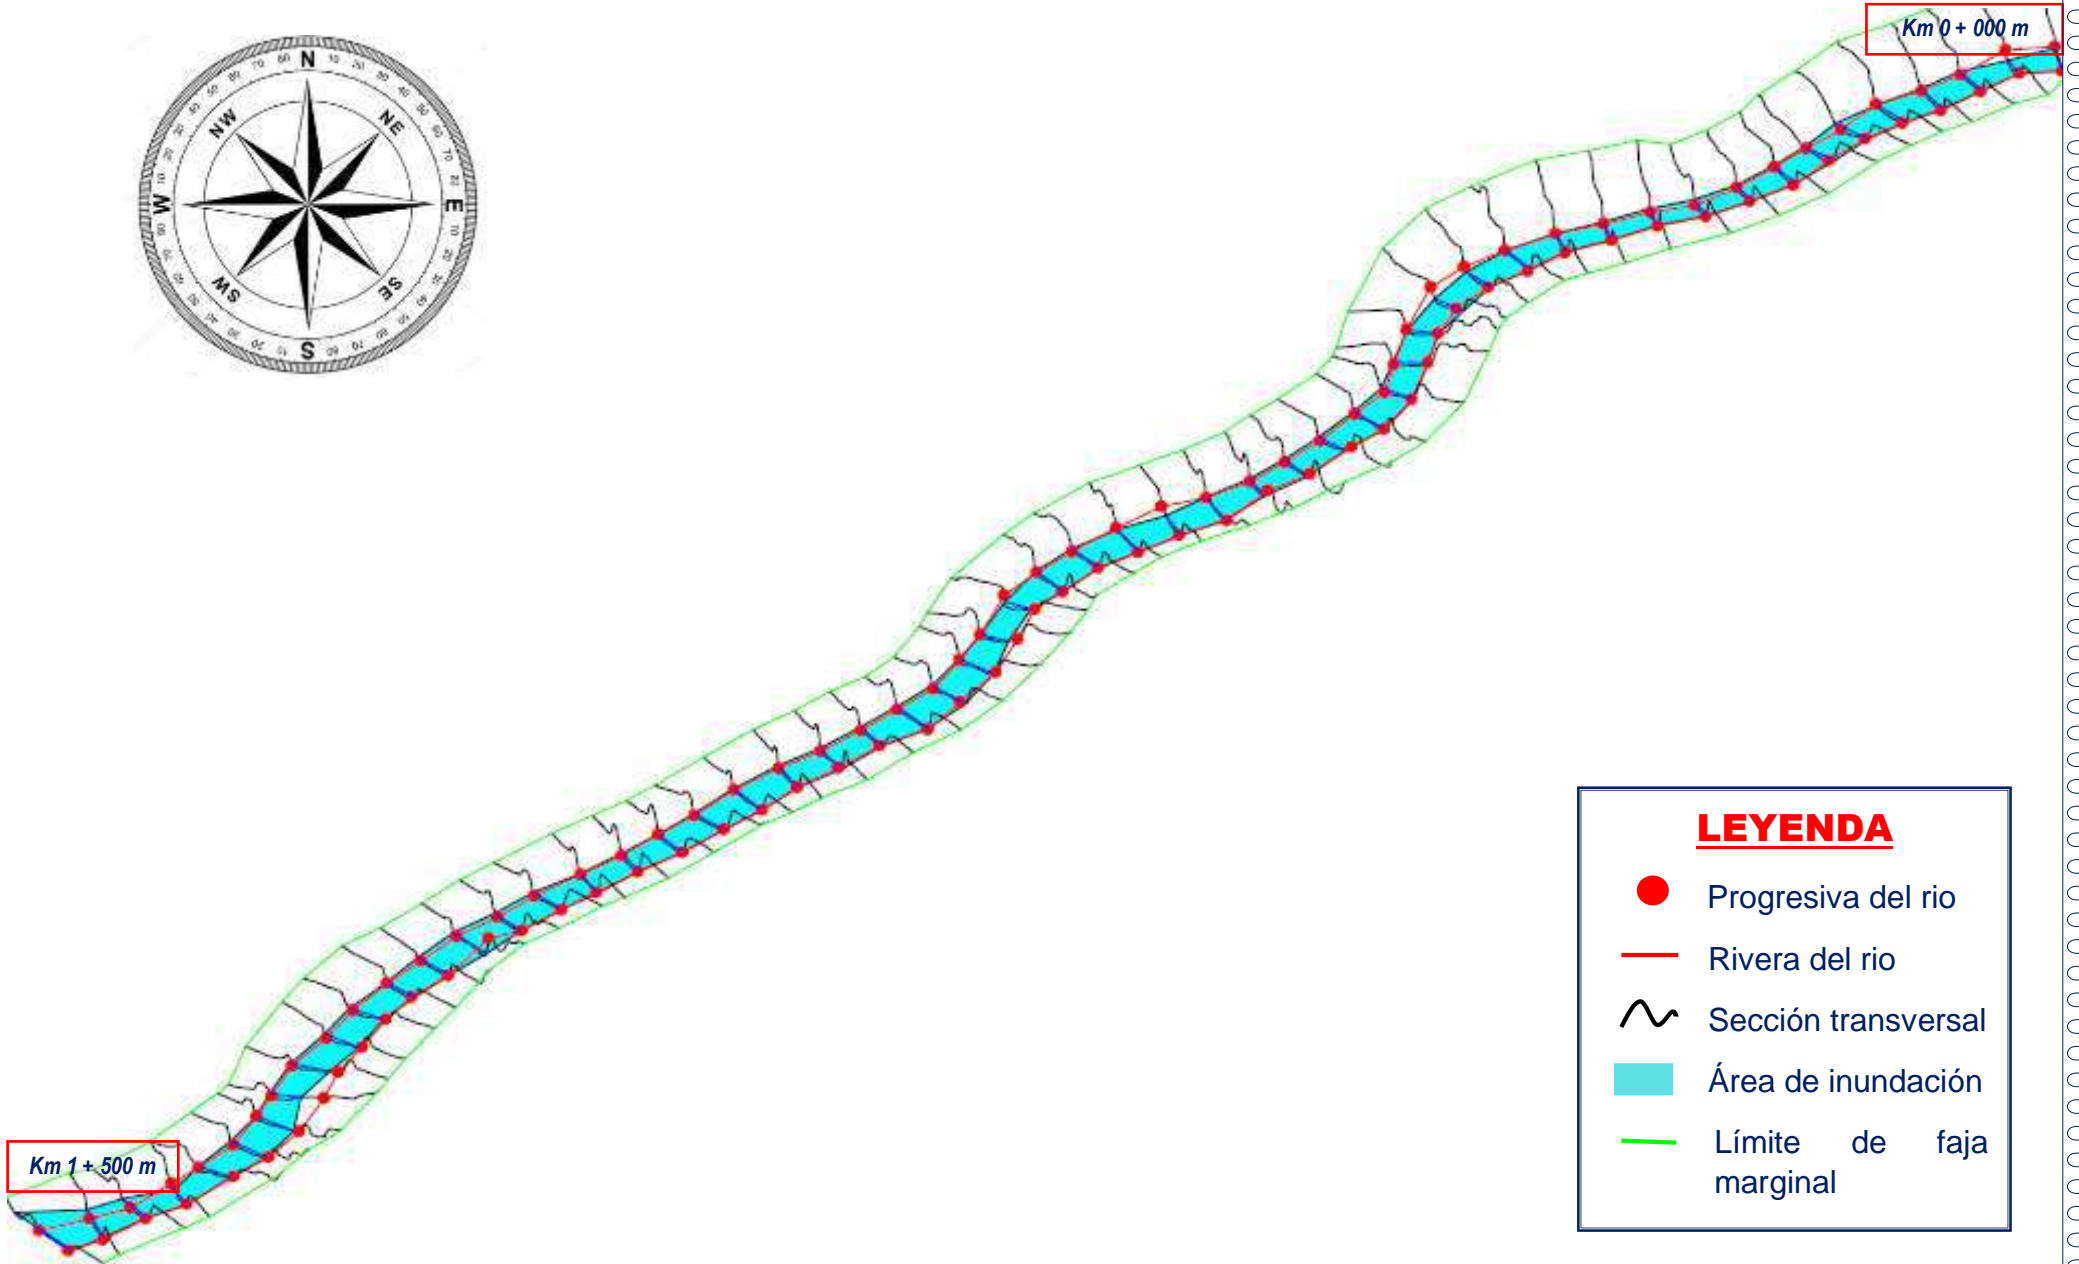 Km 0 + 000 m
N
NW
NE
W
E
SW
SE
S
LEYENDA
Progresiva del rio
Rivera del rio
Sección transversal
Área de inundación
Límite de faja
marginal
Km 1 + 500 m